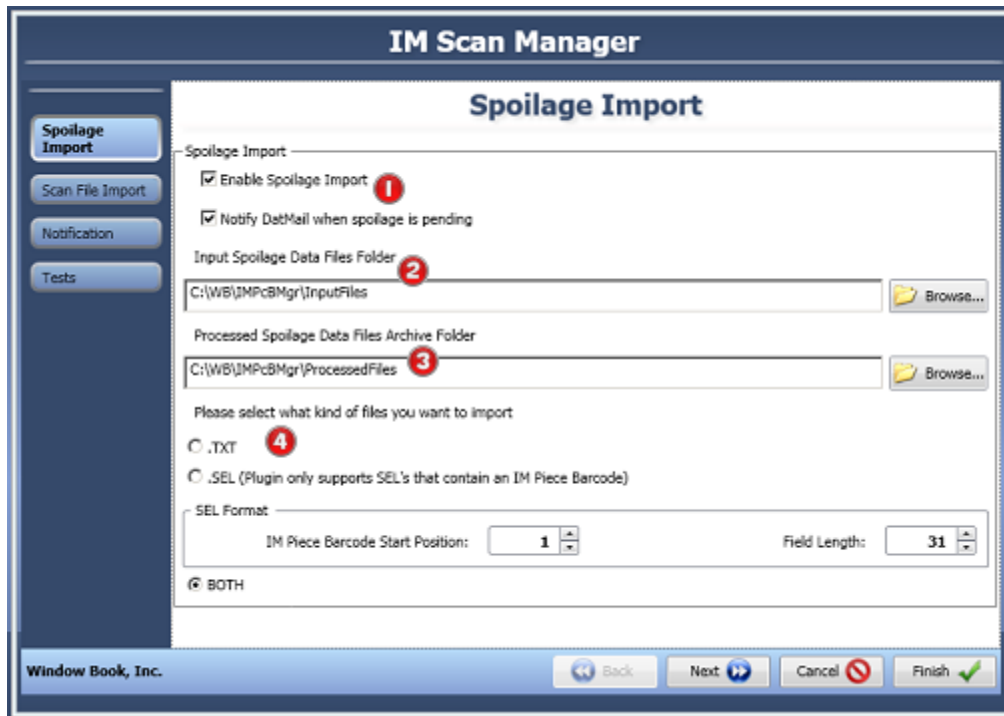 IM Scan Manager
Spoilage Import
Scan File Import
Notification
Tests
Spoilage Import
Spoilage Import
Enable Spoilage Import 1
Notify DatMail when spoilage is pending
Input Spoilage Data Files Folder 2
C:\WB\IMPcBMgr\InputFiles Browse...
Processed Spoilage Data Files Archive Folder
C:\WB\IMPcBMgr\ProcessedFiles 3 Browse...
Please select what kind of files you want to import
.TXT 4
.SEL (Plugin only supports SEL's that contain an IM Piece Barcode)
SEL Format
IM Piece Barcode Start Position: 1 Field Length: 31
BOTH
Window Book, Inc. Back Next Cancel Finish